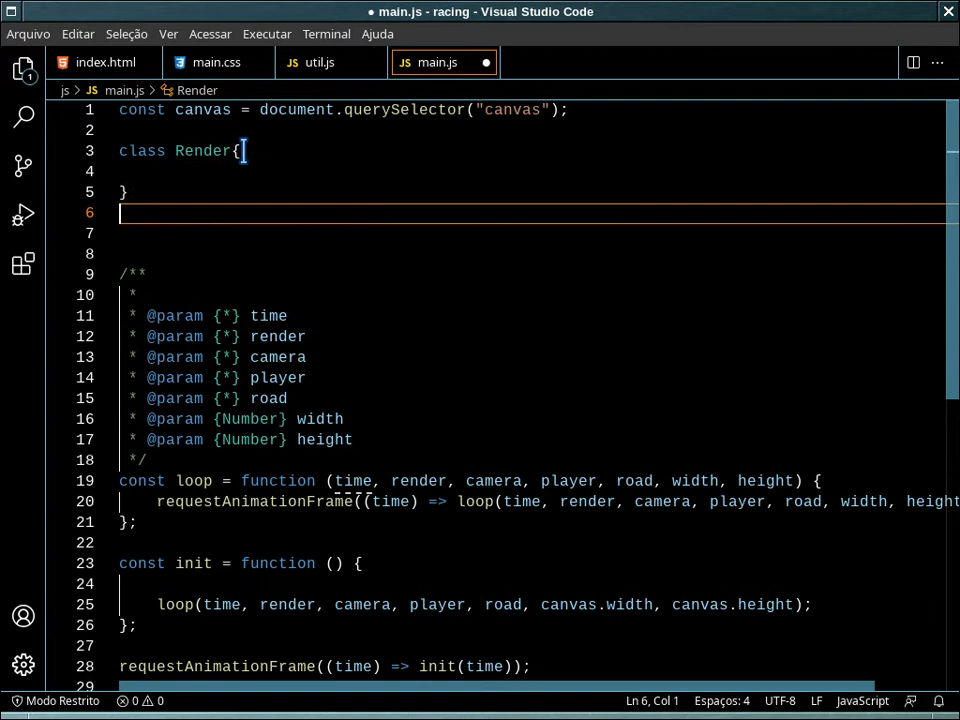 ● main.js - racing - Visual Studio Code
Arquivo Editar Seleção Ver Acessar Executar Terminal Ajuda
1
index.html main.css JS util.js JS main.js ●
js > JS main.js > Render
1 const canvas = document.querySelector("canvas");
2
3 class Render{
4
5 }
6
7
8
9 /**
10 *
11 * @param {*} time
12 * @param {*} render
13 * @param {*} camera
14 * @param {*} player
15 * @param {*} road
16 * @param {Number} width
17 * @param {Number} height
18 */
19 const loop = function (time, render, camera, player, road, width, height) {
20 requestAnimationFrame((time) => loop(time, render, camera, player, road, width, height
21 };
22
23 const init = function () {
24
25 loop(time, render, camera, player, road, canvas.width, canvas.height);
26 };
27
28 requestAnimationFrame((time) => init(time));
29
Modo Restrito 0 0 Ln 6, Col 1 Espaços: 4 UTF-8 LF JavaScript